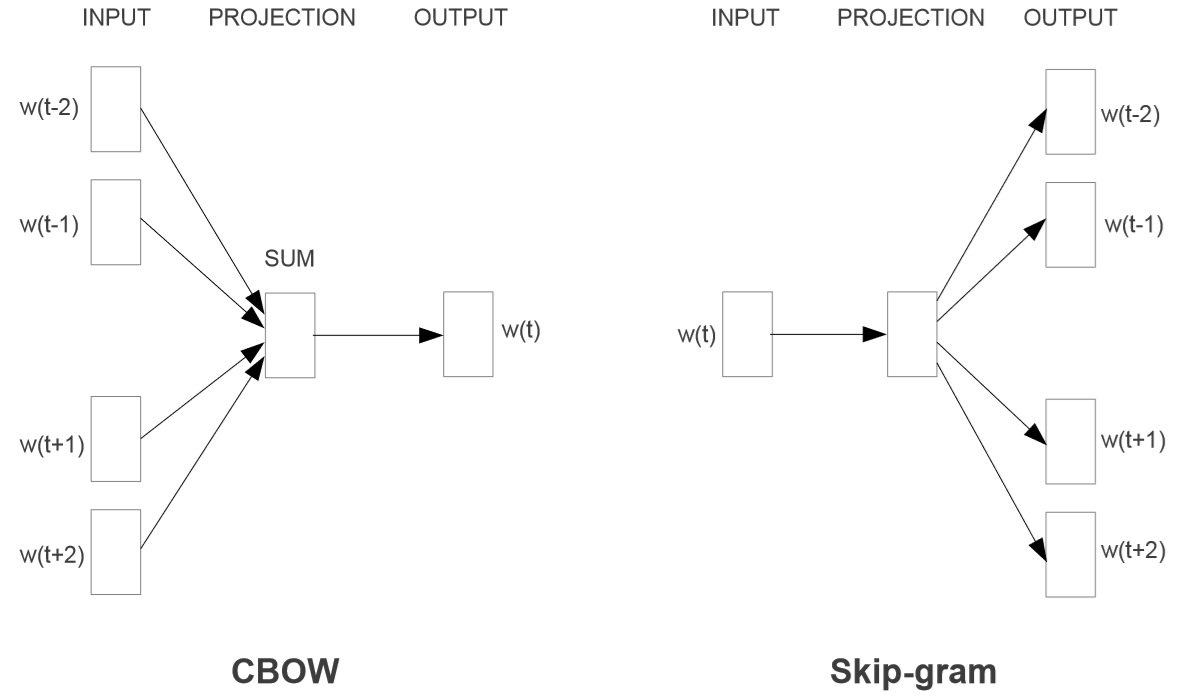 INPUT PROJECTION OUTPUT
w(t-2)
w(t-1)
SUM
w(t)
w(t+1)
w(t+2)
CBOW
INPUT PROJECTION OUTPUT
w(t-2)
w(t-1)
w(t)
w(t+1)
w(t+2)
Skip-gram